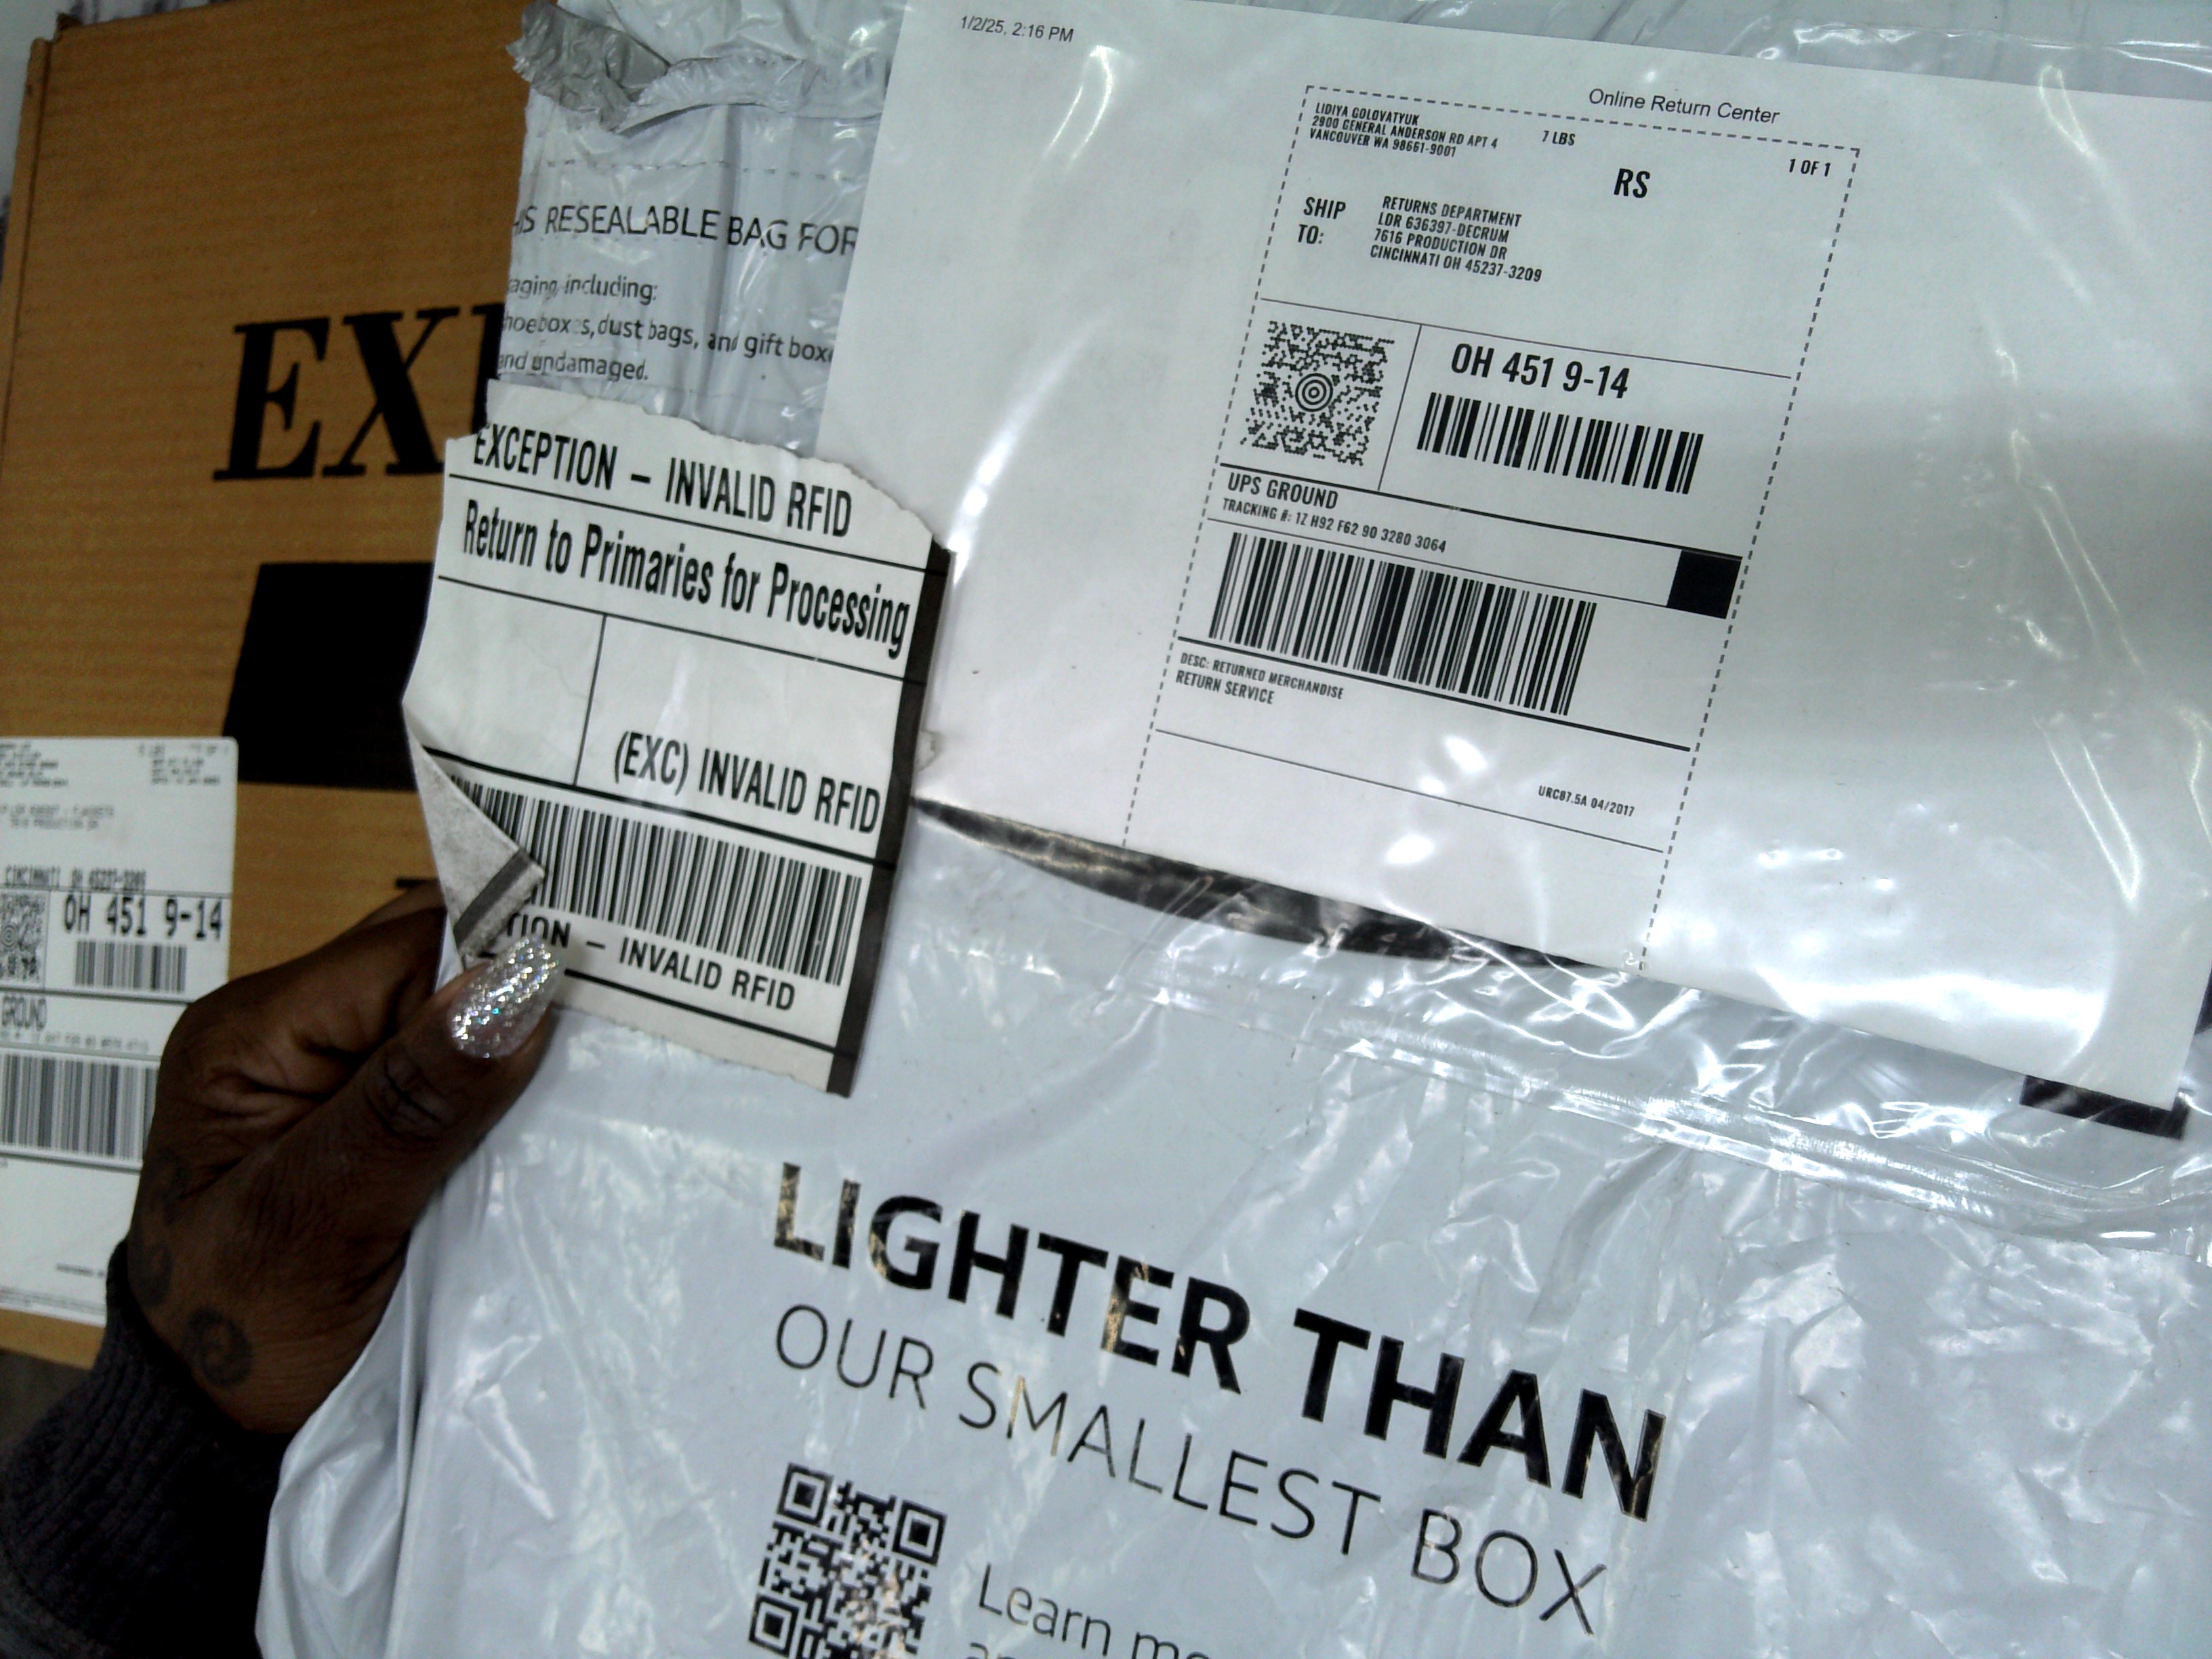 1/2/25, 2:16 PM
Online Return Center
LIDIYA GOLOVATYUK
2900 GENERAL ANDERSON RD APT 4
VANCOUVER WA 98661-9001
7 LBS
1 OF 1
RS
SHIP
TO:
RETURNS DEPARTMENT
LDR 636397-DECRUM
7616 PRODUCTION DR
CINCINNATI OH 45237-3209
OH 451 9-14
UPS GROUND
TRACKING #: 1Z H92 F62 90 3280 3064
DESC: RETURNED MERCHANDISE
RETURN SERVICE
URC87.5A 04/2017
RESEALABLE BAG FOR
including:
dust bags, and gift
and undamaged.
EX
EXCEPTION – INVALID RFID
Return to Primaries for Processing
(EXC) INVALID RFID
TION – INVALID RFID
CINCINNATI OH 45237-3209
OH 451 9-14
GROUND
LIGHTER THAN
OUR SMALLEST BOX
Learn